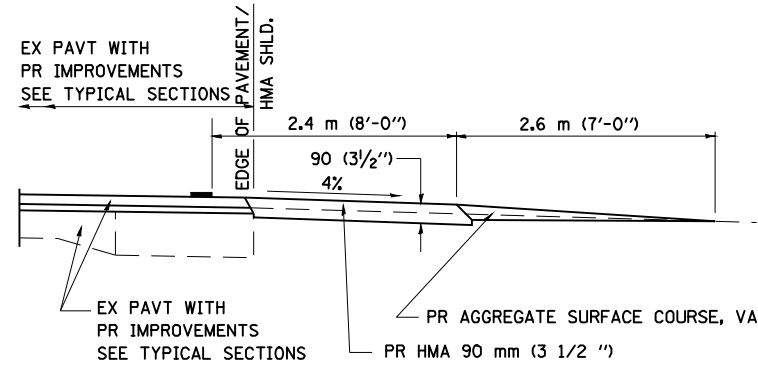 EX PAVT WITH
PR IMPROVEMENTS
SEE TYPICAL SECTIONS
EDGE OF PAVEMENT/
HMA SHLD.
2.4 m (8'-0'')
2.6 m (7'-0'')
90 (3 1/2'')
4%
EX PAVT WITH
PR IMPROVEMENTS
SEE TYPICAL SECTIONS
PR AGGREGATE SURFACE COURSE, VA
PR HMA 90 mm (3 1/2 '')